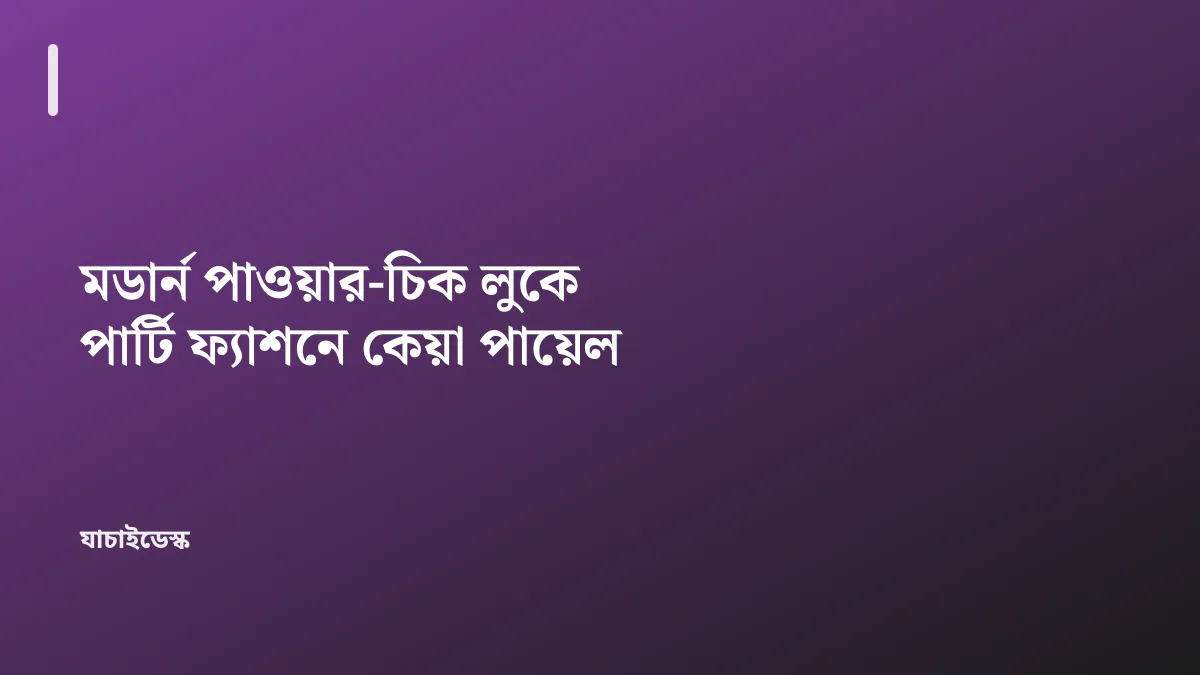 মডার্ন পাওয়ার-চিক লুকে
পার্টি ফ্যাশনে কেয়া পায়েল
যাচাইডেস্ক